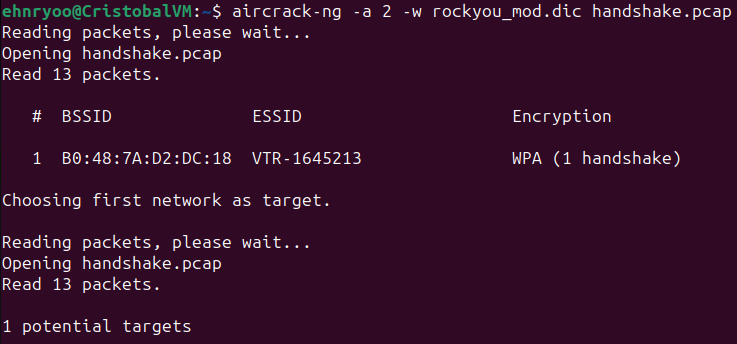 ehnryoo@CristobalVM:~$ aircrack-ng -a 2 -w rockyou_mod.dic handshake.pcap
Reading packets, please wait...
Opening handshake.pcap
Read 13 packets.
# BSSID ESSID Encryption
1 B0:48:7A:D2:DC:18 VTR-1645213 WPA (1 handshake)
Choosing first network as target.
Reading packets, please wait...
Opening handshake.pcap
Read 13 packets.
1 potential targets